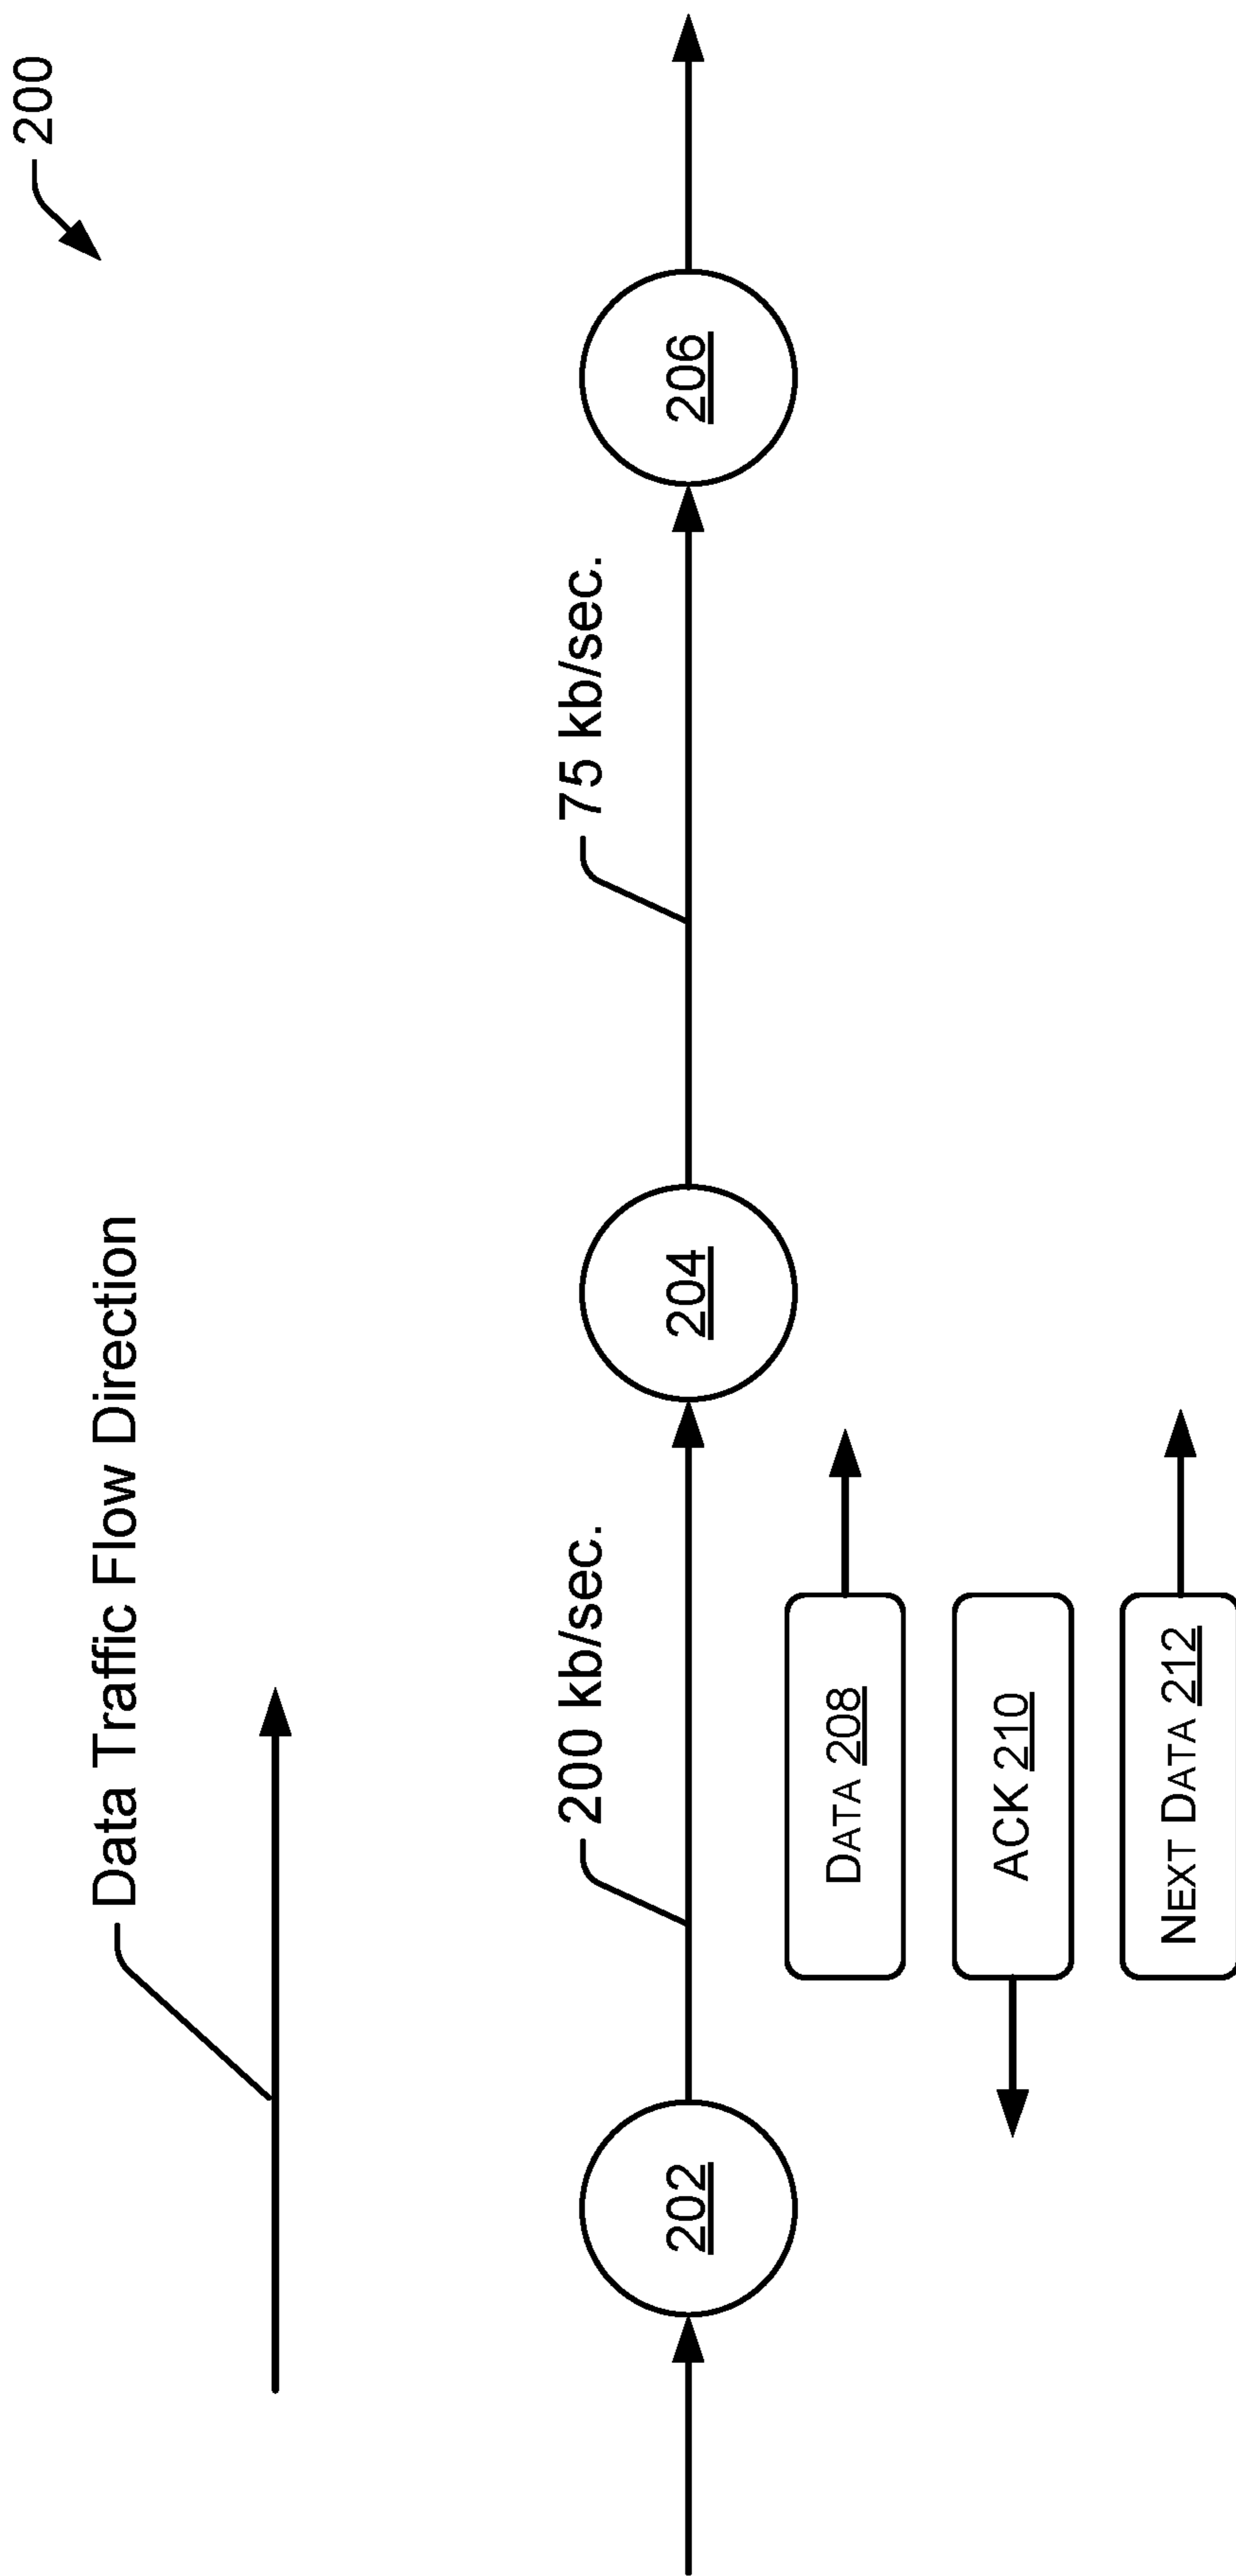 200
Data Traffic Flow Direction
200 kb/sec.
75 kb/sec.
202
204
206
DATA 208
ACK 210
NEXT DATA 212